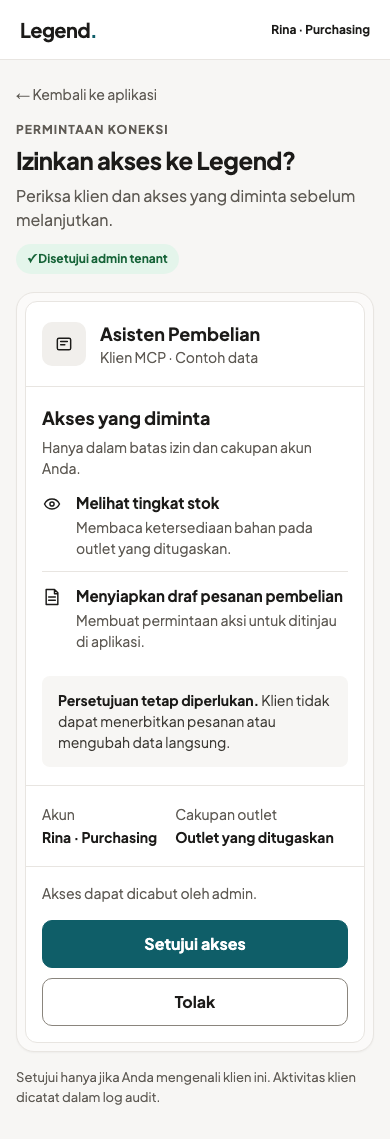 Legend.
Rina · Purchasing
← Kembali ke aplikasi
PERMINTAAN KONEKSI
Izinkan akses ke Legend?
Periksa klien dan akses yang diminta sebelum
melanjutkan.
✓Disetujui admin tenant
Asisten Pembelian
Klien MCP · Contoh data
Akses yang diminta
Hanya dalam batas izin dan cakupan akun
Anda.
Melihat tingkat stok
Membaca ketersediaan bahan pada
outlet yang ditugaskan.
Menyiapkan draf pesanan pembelian
Membuat permintaan aksi untuk ditinjau
di aplikasi.
Persetujuan tetap diperlukan. Klien tidak
dapat menerbitkan pesanan atau
mengubah data langsung.
Akun
Rina · Purchasing
Cakupan outlet
Outlet yang ditugaskan
Akses dapat dicabut oleh admin.
Setujui akses
Tolak
Setujui hanya jika Anda mengenali klien ini. Aktivitas klien
dicatat dalam log audit.